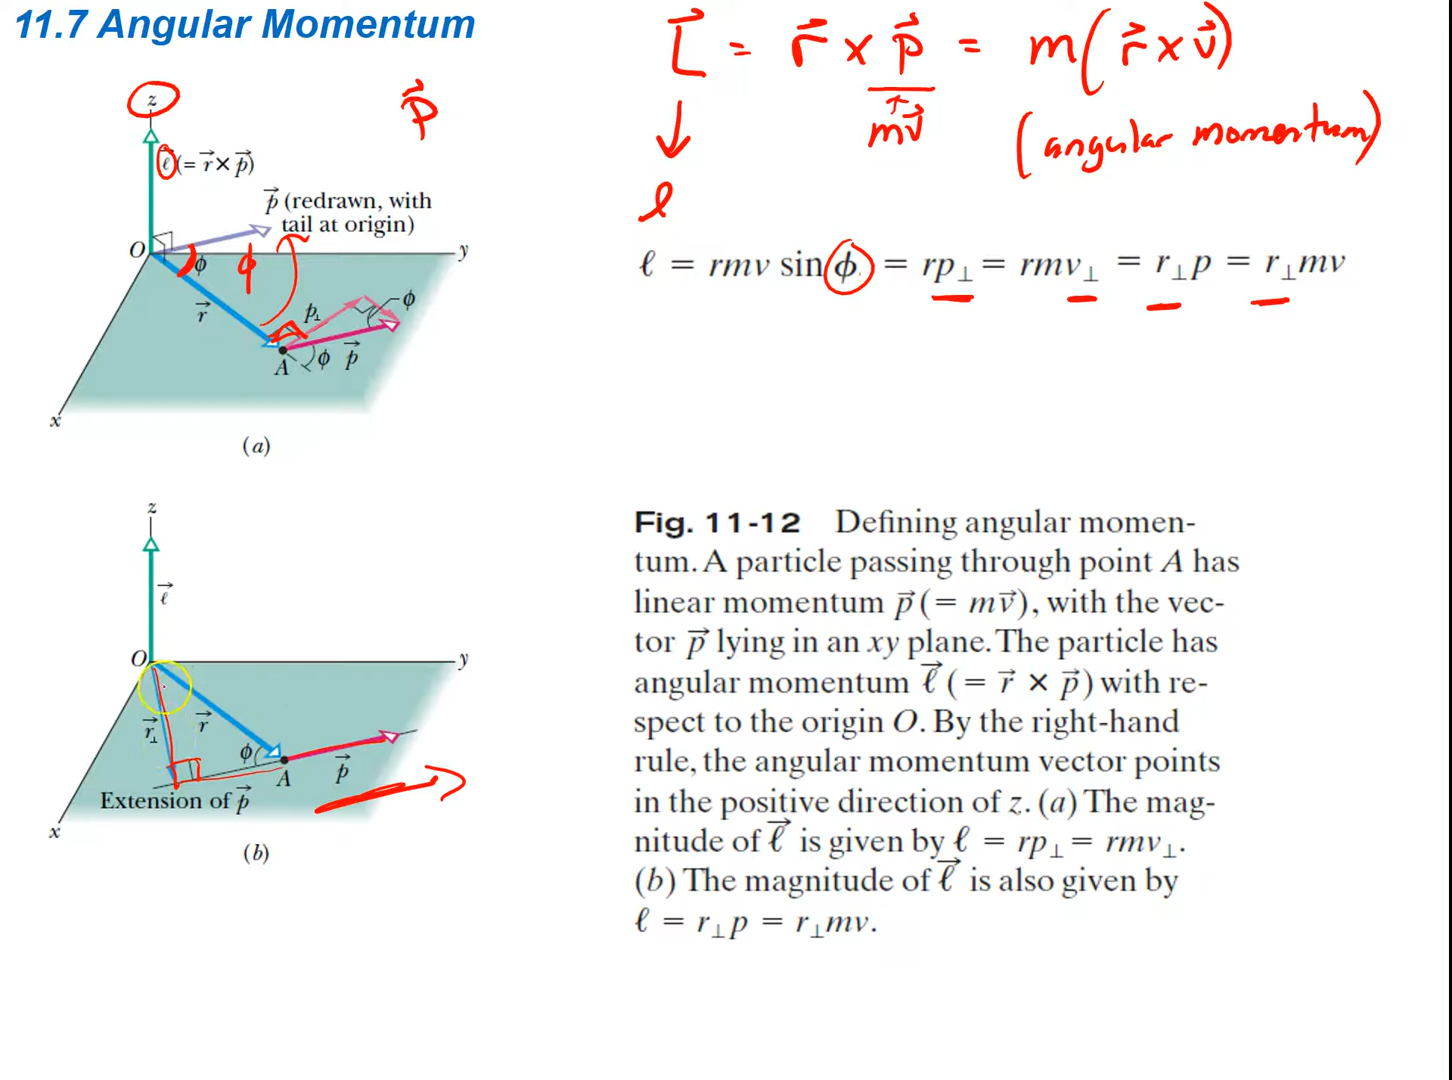 11.7 Angular Momentum
L⃗ = r⃗ × p⃗ = m(r⃗ × v⃗)
mv⃗
(angular momentum)
ℓ
p⃗
z
ℓ⃗ (= r⃗ × p⃗)
p⃗ (redrawn, with
tail at origin)
O
y
ϕ
ϕ
r⃗
p⊥
ϕ
A
ϕ
p⃗
x
(a)
ℓ = rmv sin ϕ = rp⊥ = rmv⊥ = r⊥p = r⊥mv
z
ℓ⃗
O
y
r⃗⊥
r⃗
ϕ
A
p⃗
Extension of p⃗
x
(b)
Fig. 11-12 Defining angular momen-
tum. A particle passing through point A has
linear momentum p⃗ (= mv⃗), with the vec-
tor p⃗ lying in an xy plane. The particle has
angular momentum ℓ⃗ (= r⃗ × p⃗) with re-
spect to the origin O. By the right-hand
rule, the angular momentum vector points
in the positive direction of z. (a) The mag-
nitude of ℓ⃗ is given by ℓ = rp⊥ = rmv⊥.
(b) The magnitude of ℓ⃗ is also given by
ℓ = r⊥p = r⊥mv.